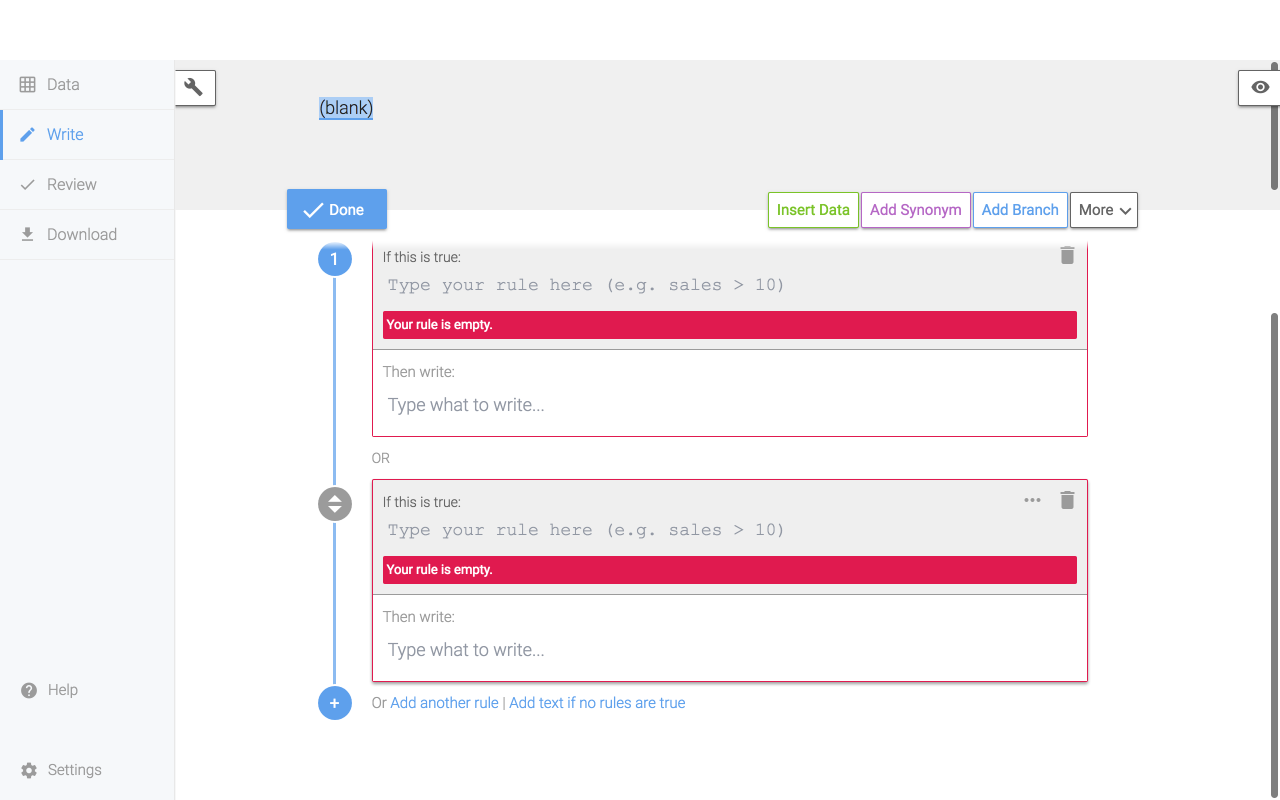 Data
Write
Review
Download
Help
Settings
(blank)
Done
Insert Data
Add Synonym
Add Branch
More
1
If this is true:
Type your rule here (e.g. sales > 10)
Your rule is empty.
Then write:
Type what to write...
OR
If this is true:
Type your rule here (e.g. sales > 10)
Your rule is empty.
Then write:
Type what to write...
Or Add another rule | Add text if no rules are true